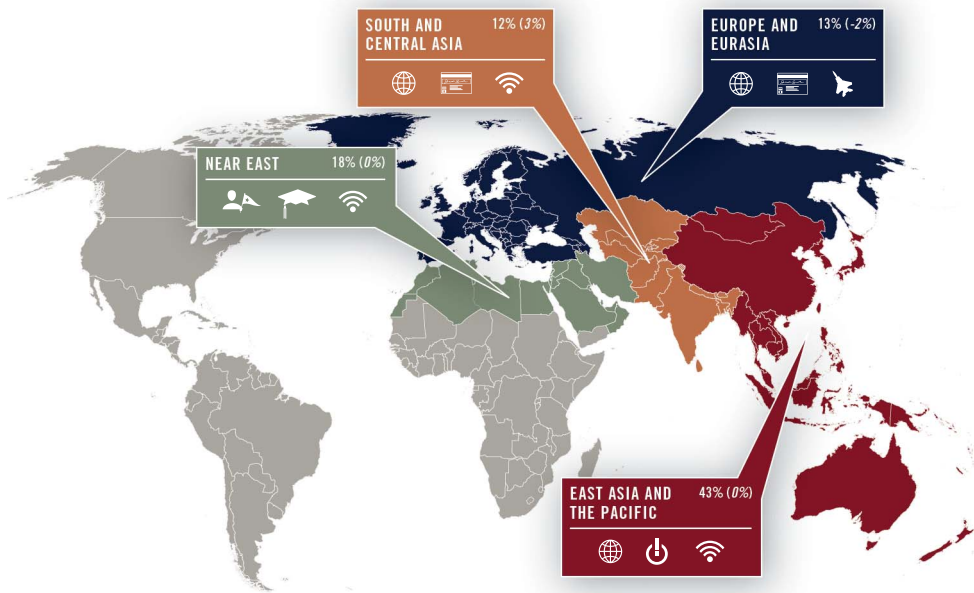 SOUTH AND 12% (3%)
CENTRAL ASIA
EUROPE AND 13% (-2%)
EURASIA
NEAR EAST 18% (0%)
EAST ASIA AND 43% (0%)
THE PACIFIC